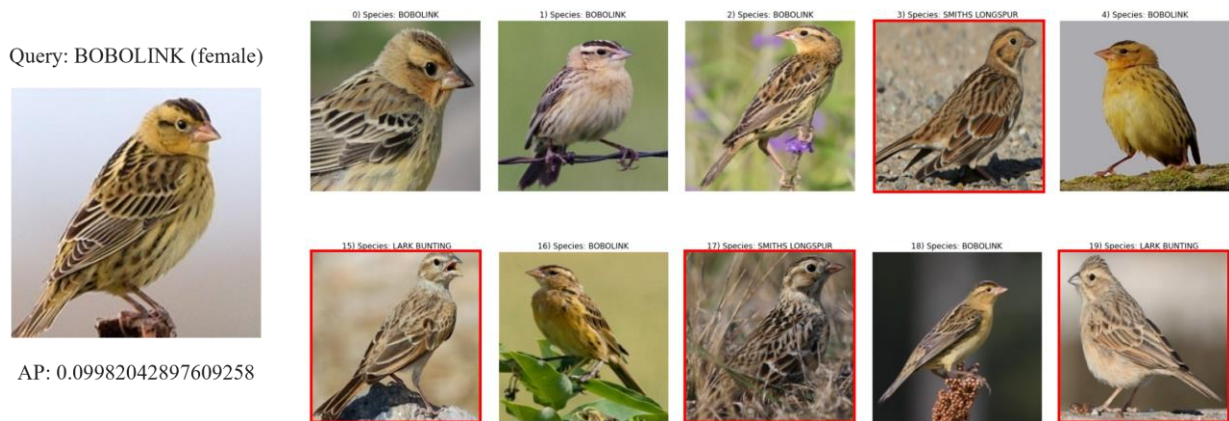 Query: BOBOLINK (female)
AP: 0.09982042897609258
0) Species: BOBOLINK
1) Species: BOBOLINK
2) Species: BOBOLINK
3) Species: SMITHS LONGSPUR
4) Species: BOBOLINK
15) Species: LARK BUNTING
16) Species: BOBOLINK
17) Species: SMITHS LONGSPUR
18) Species: BOBOLINK
19) Species: LARK BUNTING